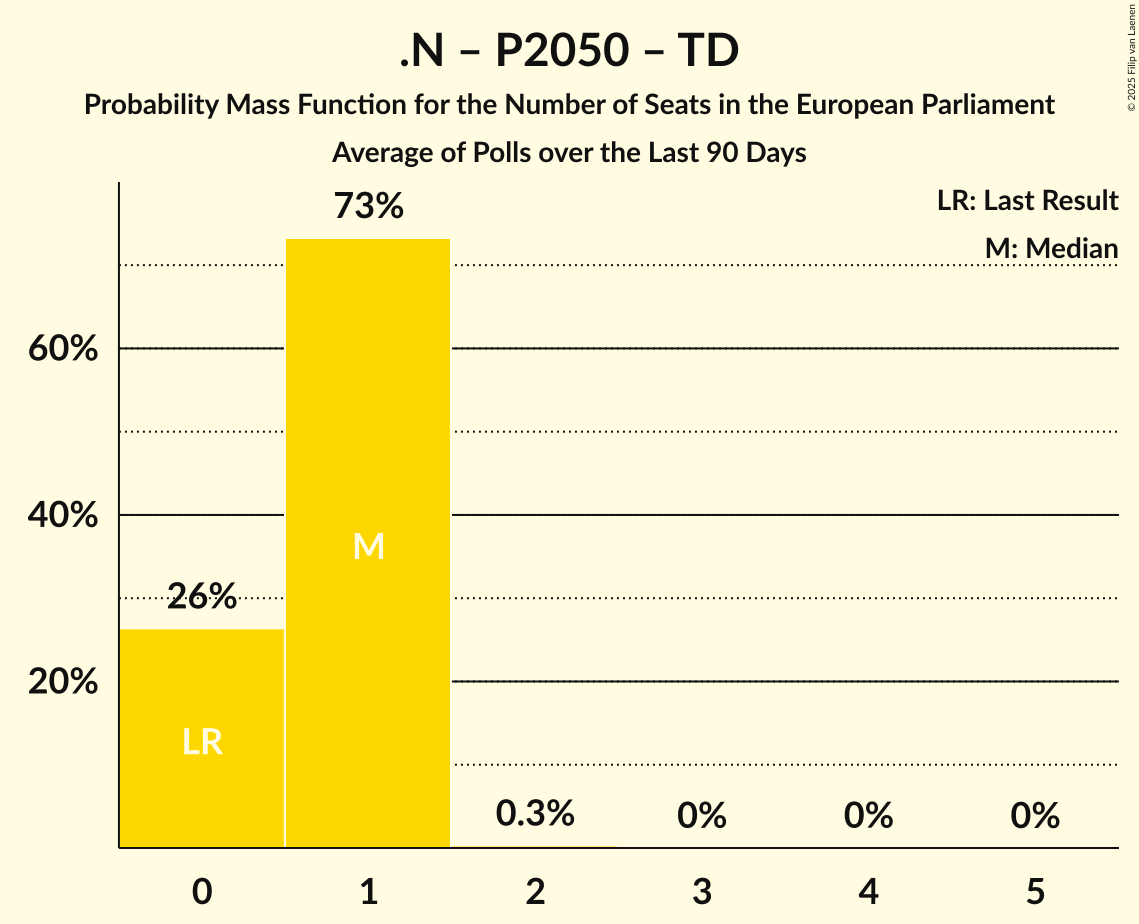 .N – P2050 – TD
Probability Mass Function for the Number of Seats in the European Parliament
Average of Polls over the Last 90 Days
© 2025 Filip van Laenen
LR: Last Result
M: Median
73%
60%
40%
20%
26%
M
LR
0.3%
0%
0%
0%
0
1
2
3
4
5